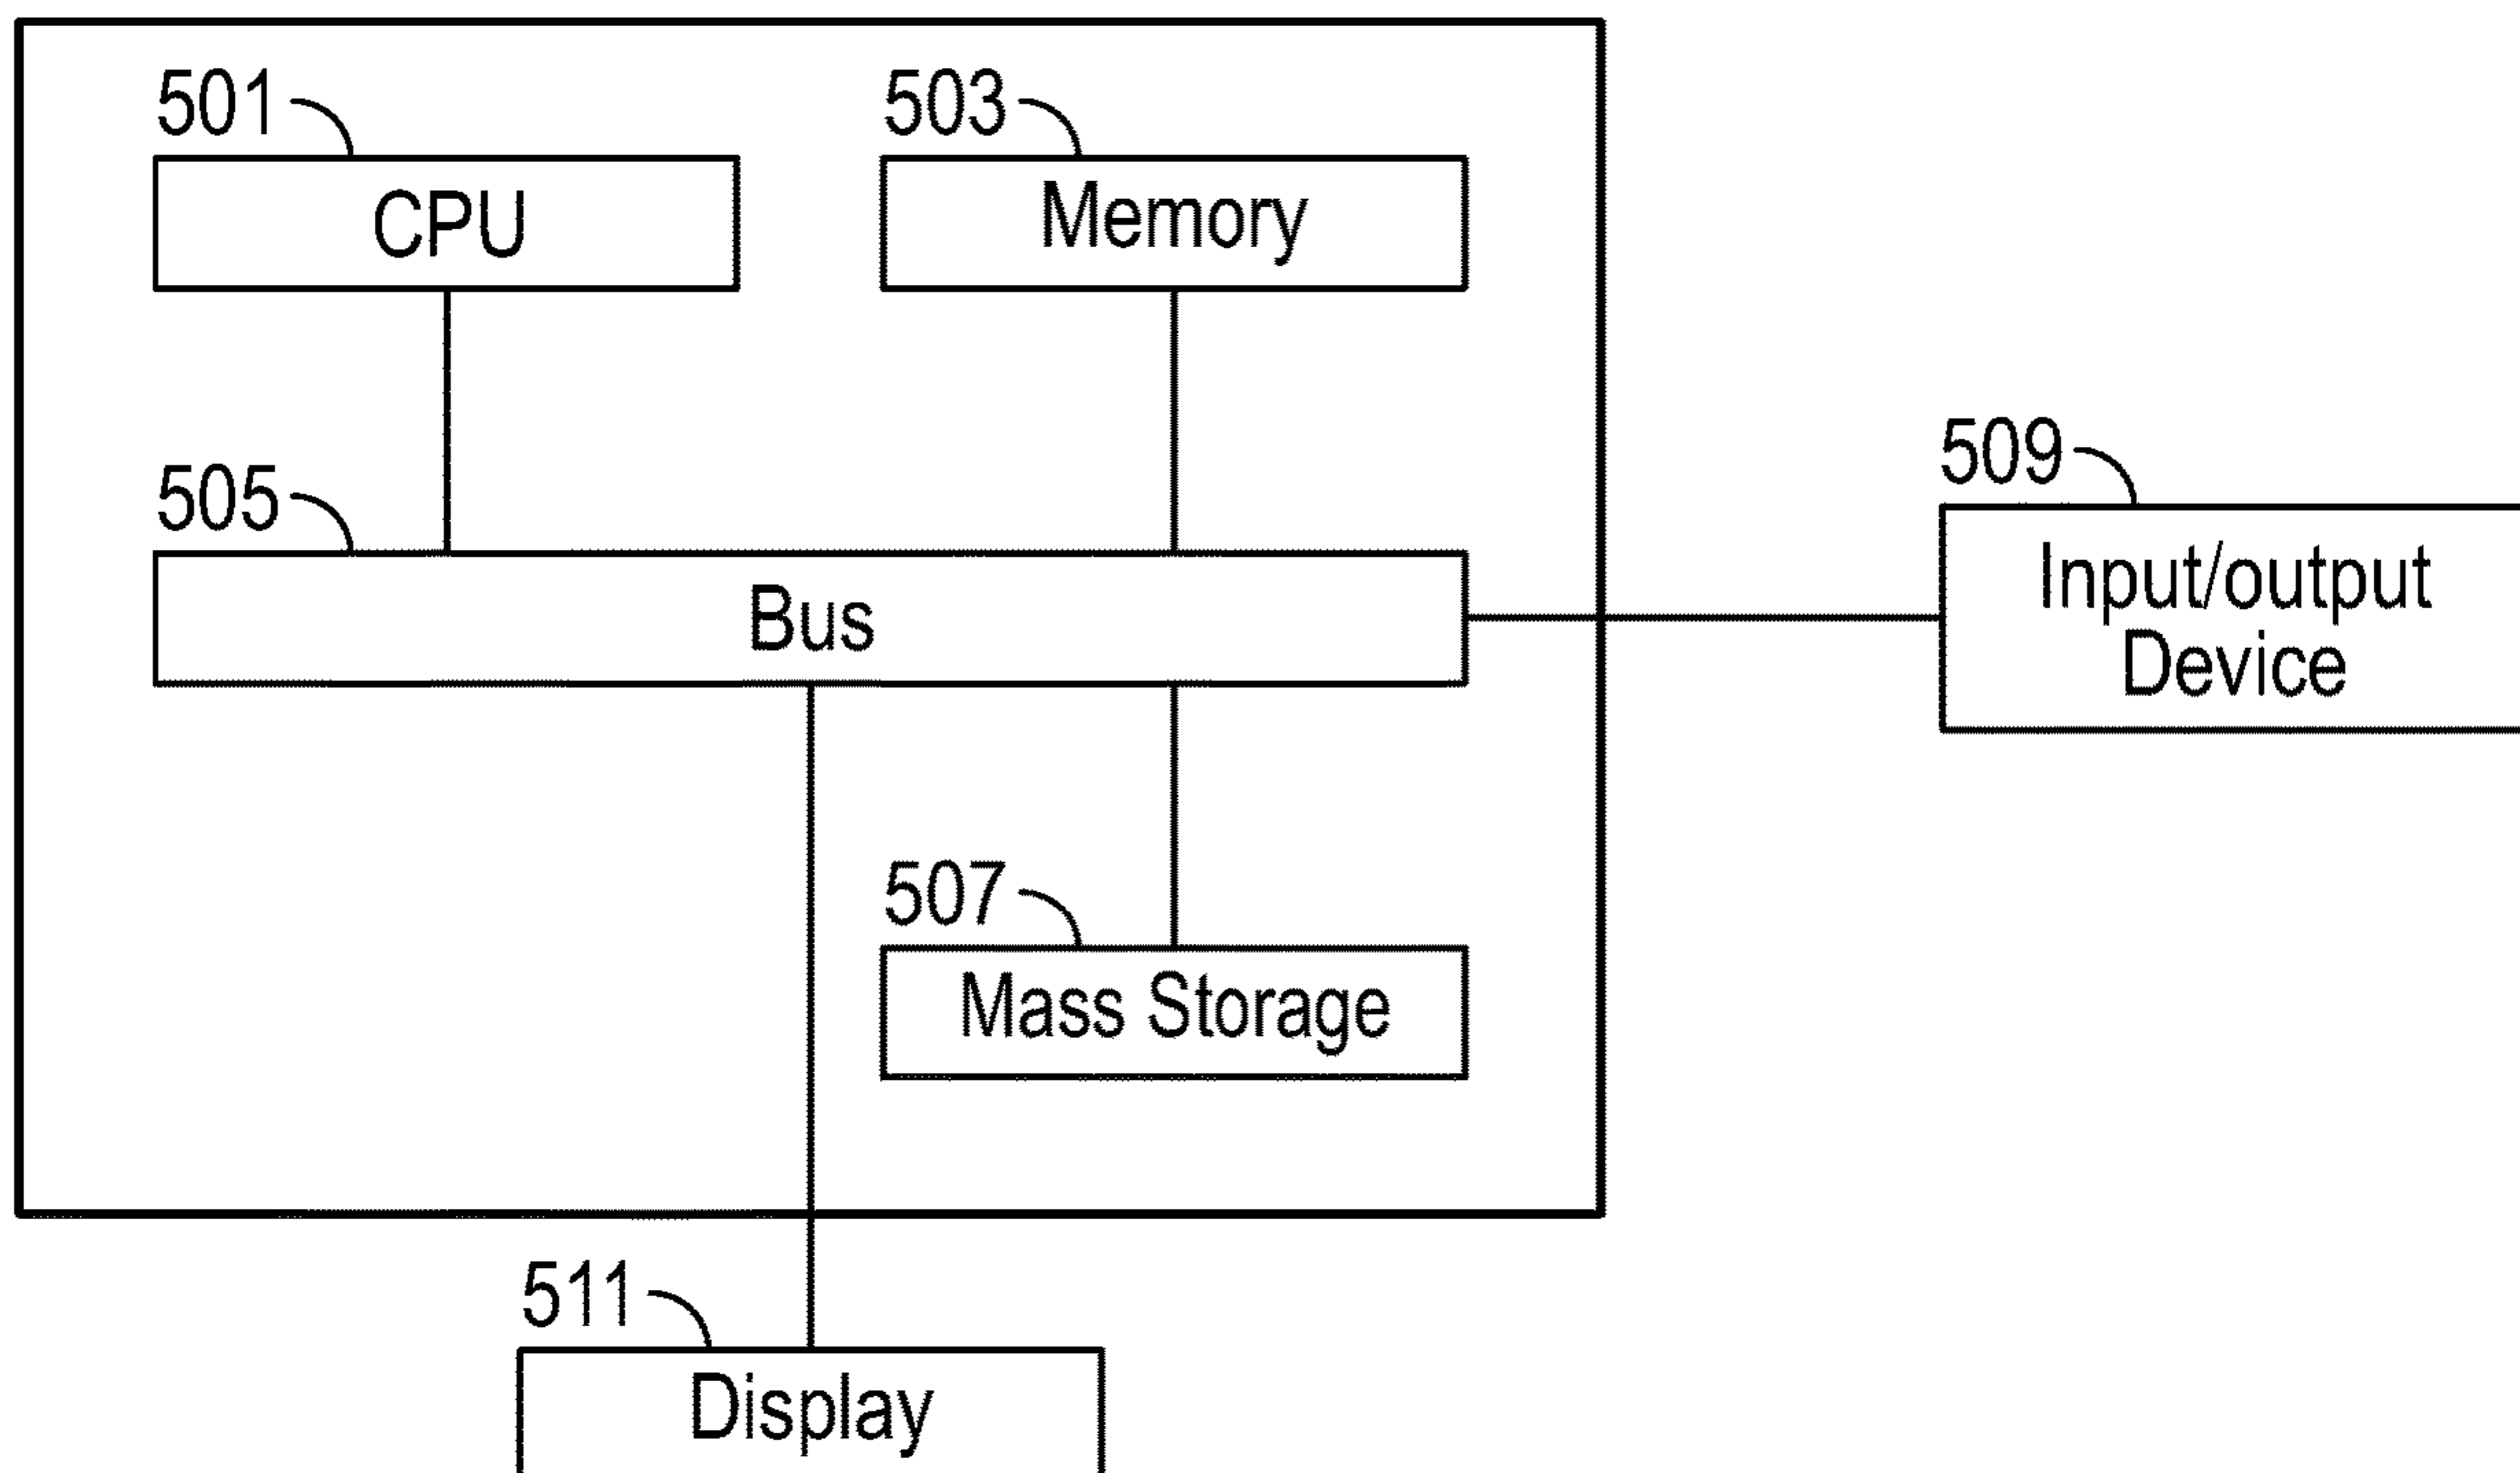 501
CPU
503
Memory
505
Bus
509
Input/output
Device
507
Mass Storage
511
Display